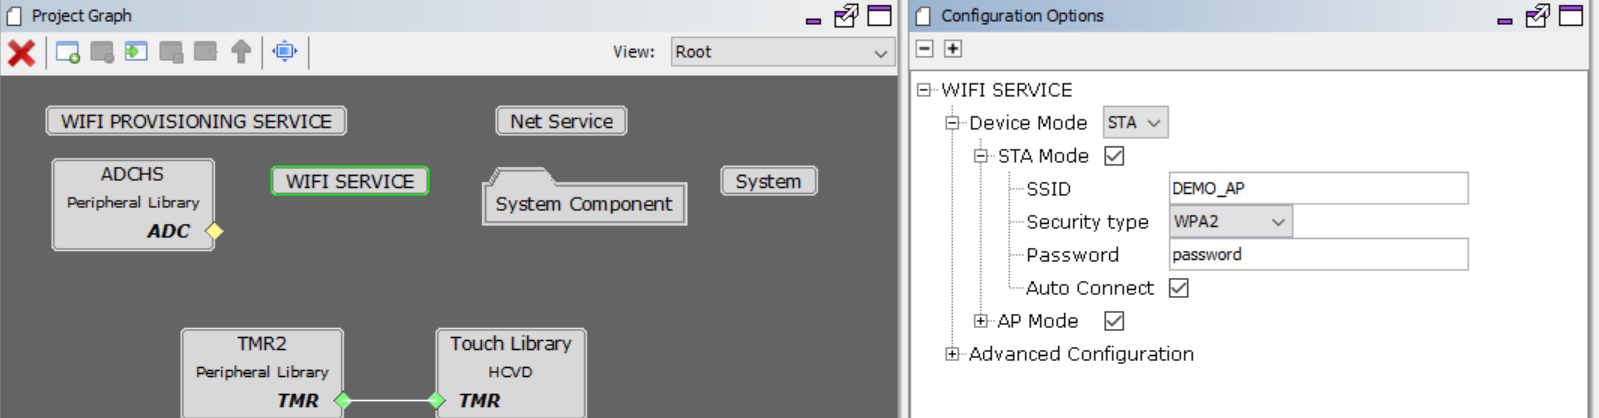 Project Graph
View: Root
WIFI PROVISIONING SERVICE
Net Service
ADCHS
Peripheral Library
ADC
WIFI SERVICE
System Component
System
TMR2
Peripheral Library
TMR
Touch Library
HCVD
TMR
Configuration Options
WIFI SERVICE
Device Mode STA
STA Mode
SSID DEMO_AP
Security type WPA2
Password password
Auto Connect
AP Mode
Advanced Configuration